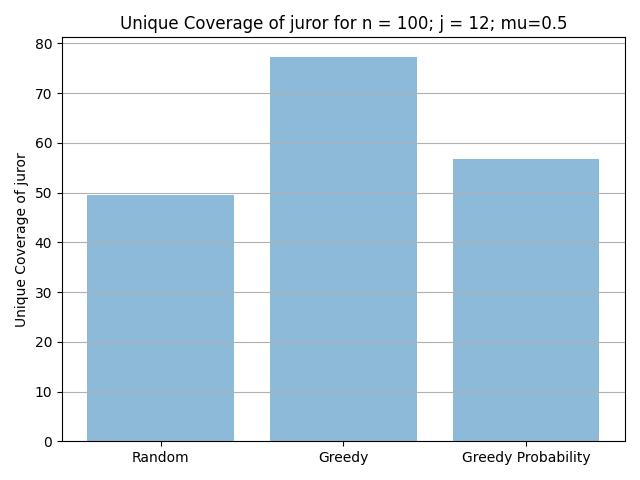 Unique Coverage of juror for n = 100; j = 12; mu=0.5
Unique Coverage of juror
80
70
60
50
40
30
20
10
0
Random
Greedy
Greedy Probability